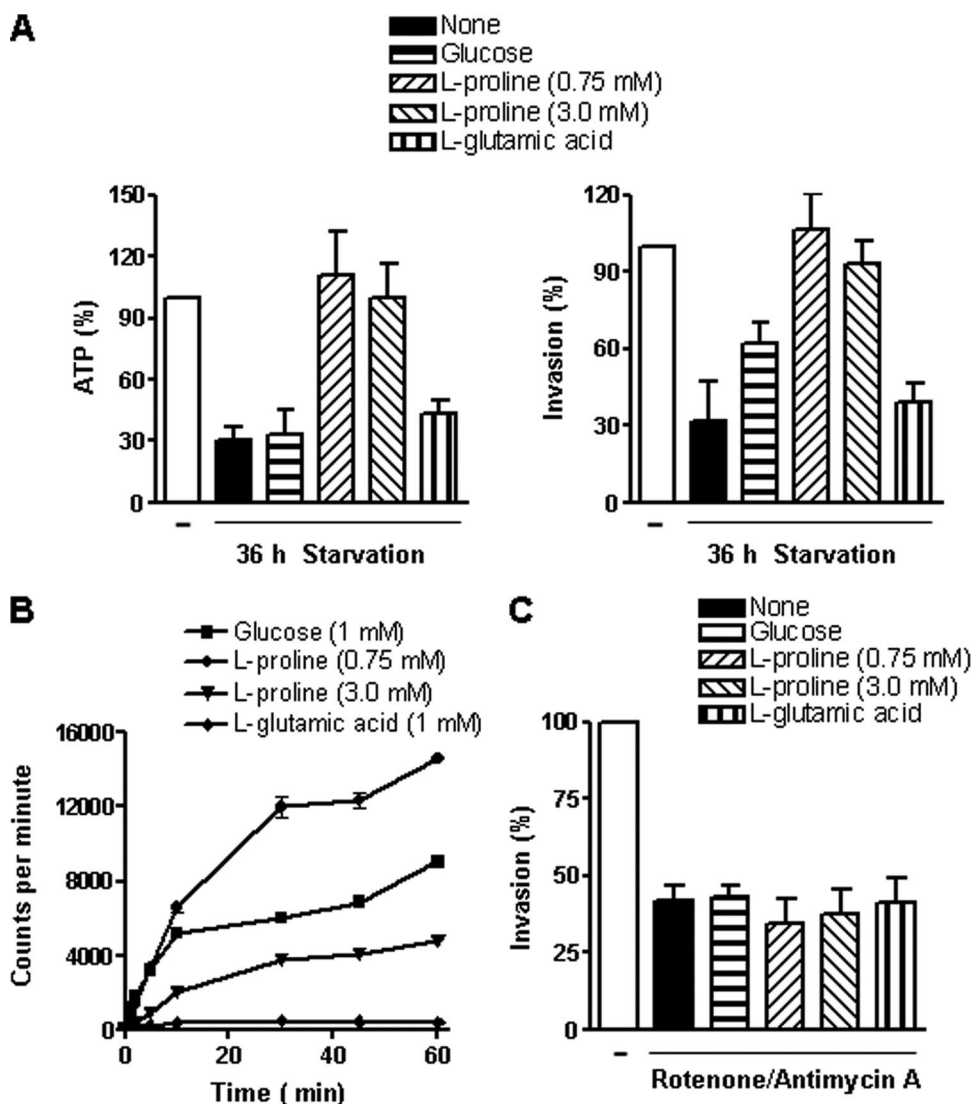 A
None
Glucose
L-proline (0.75 mM)
L-proline (3.0 mM)
L-glutamic acid
150
120
90
60
30
0
ATP (%)
–
36 h Starvation
120
90
60
30
0
Invasion (%)
–
36 h Starvation
B
Glucose (1 mM)
L-proline (0.75 mM)
L-proline (3.0 mM)
L-glutamic acid (1 mM)
16000
12000
8000
4000
0
Counts per minute
0 20 40 60
Time ( min)
C
None
Glucose
L-proline (0.75 mM)
L-proline (3.0 mM)
L-glutamic acid
100
75
50
25
0
Invasion (%)
–
Rotenone/Antimycin A